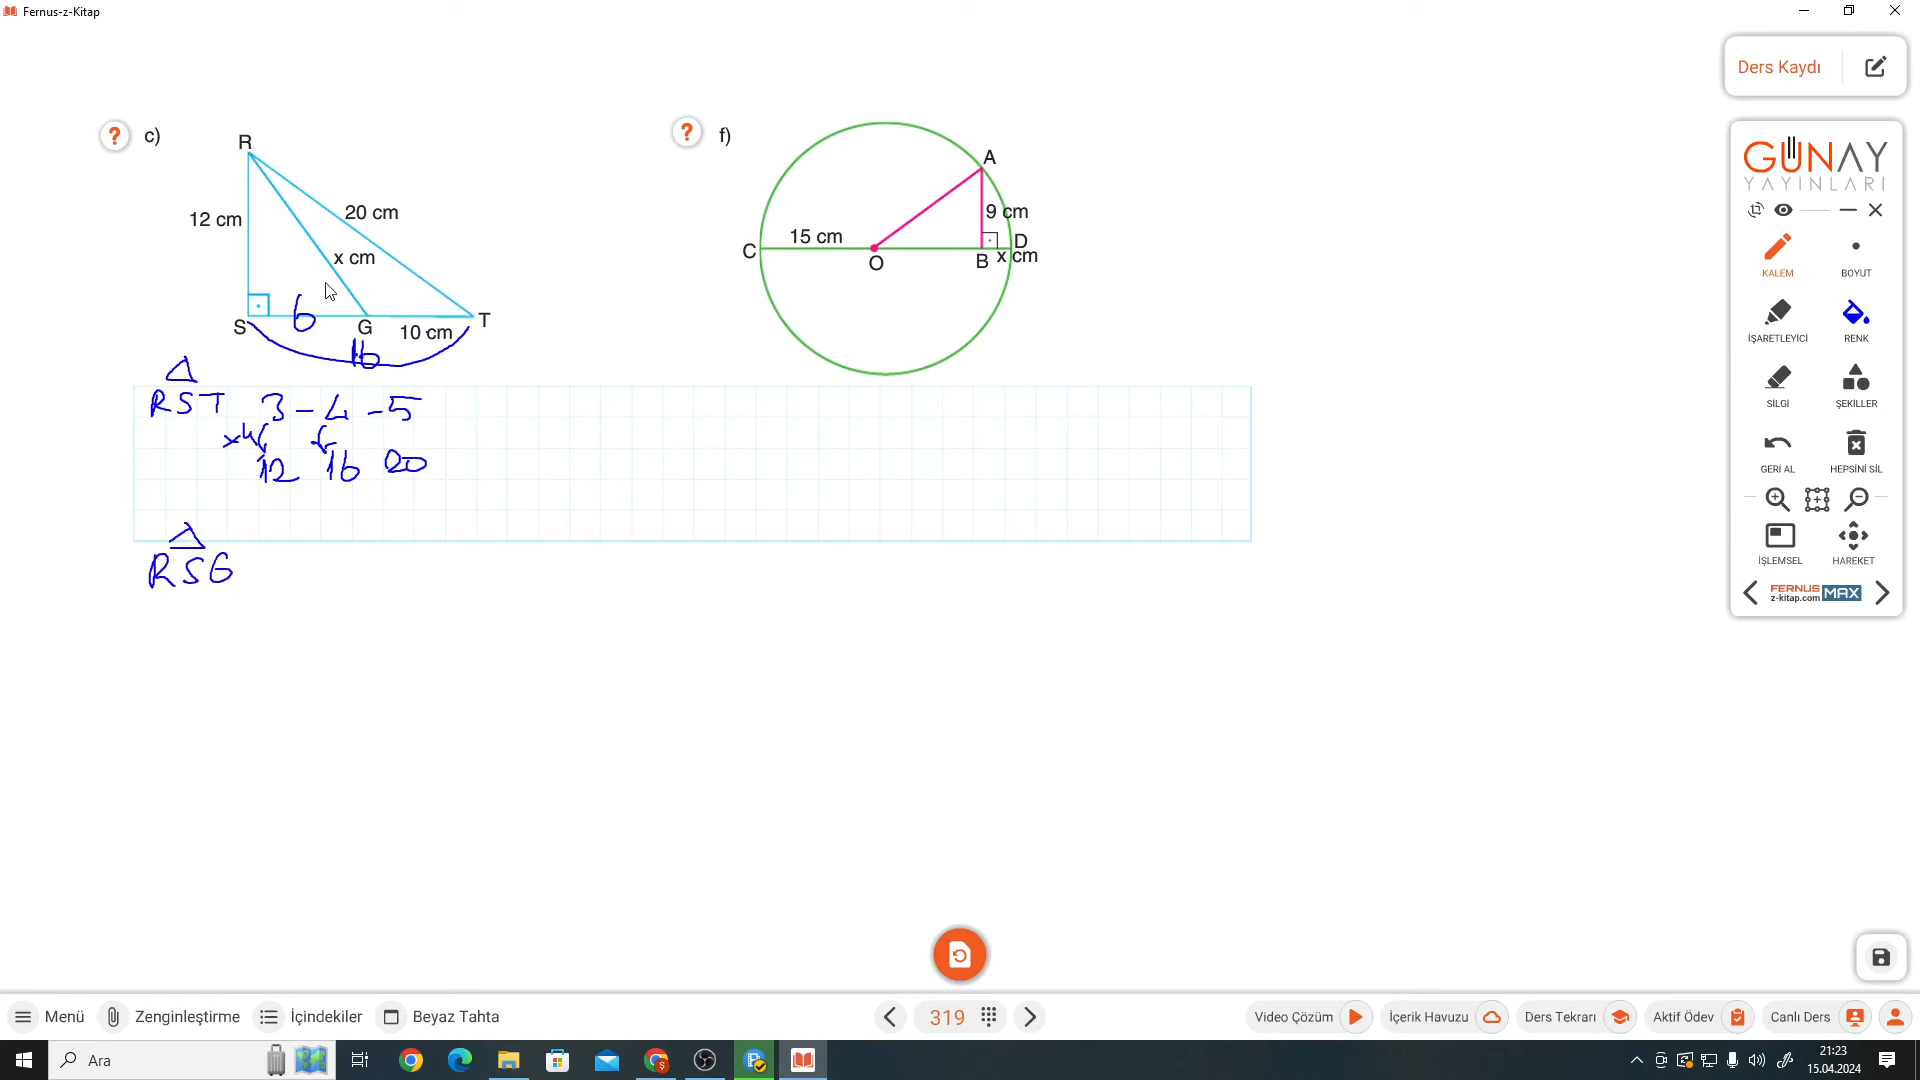 Fernus-z-Kitap
Ders Kaydı
? c)
R
12 cm
20 cm
x cm
S
6
G
10 cm
T
16
? f)
A
9 cm
15 cm
C
O
B
D
x cm
RST 3 - 4 - 5
x4
12 16 20
RSG
GÜNAY
YAYINLARI
KALEM
BOYUT
İŞARETLEYİCİ
RENK
SİLGİ
ŞEKİLLER
GERİ AL
HEPSİNİ SİL
İŞLEMSEL
HAREKET
FERNUS
z-kitap.com
MAX
Menü
Zenginleştirme
İçindekiler
Beyaz Tahta
319
Video Çözüm
İçerik Havuzu
Ders Tekrarı
Aktif Ödev
Canlı Ders
Ara
21:23
15.04.2024